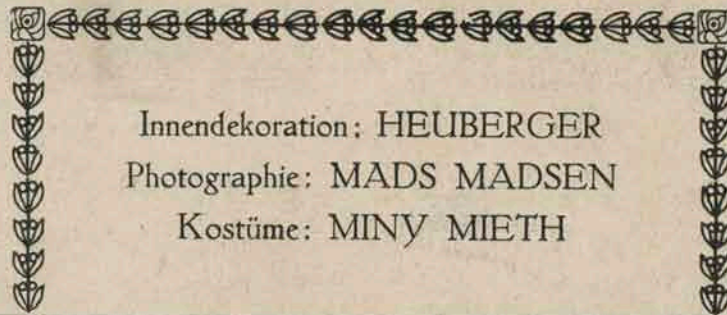 Innendekoration: HEUBERGER
Photographie: MADS MADSEN
Kostüme: MINY MIETH